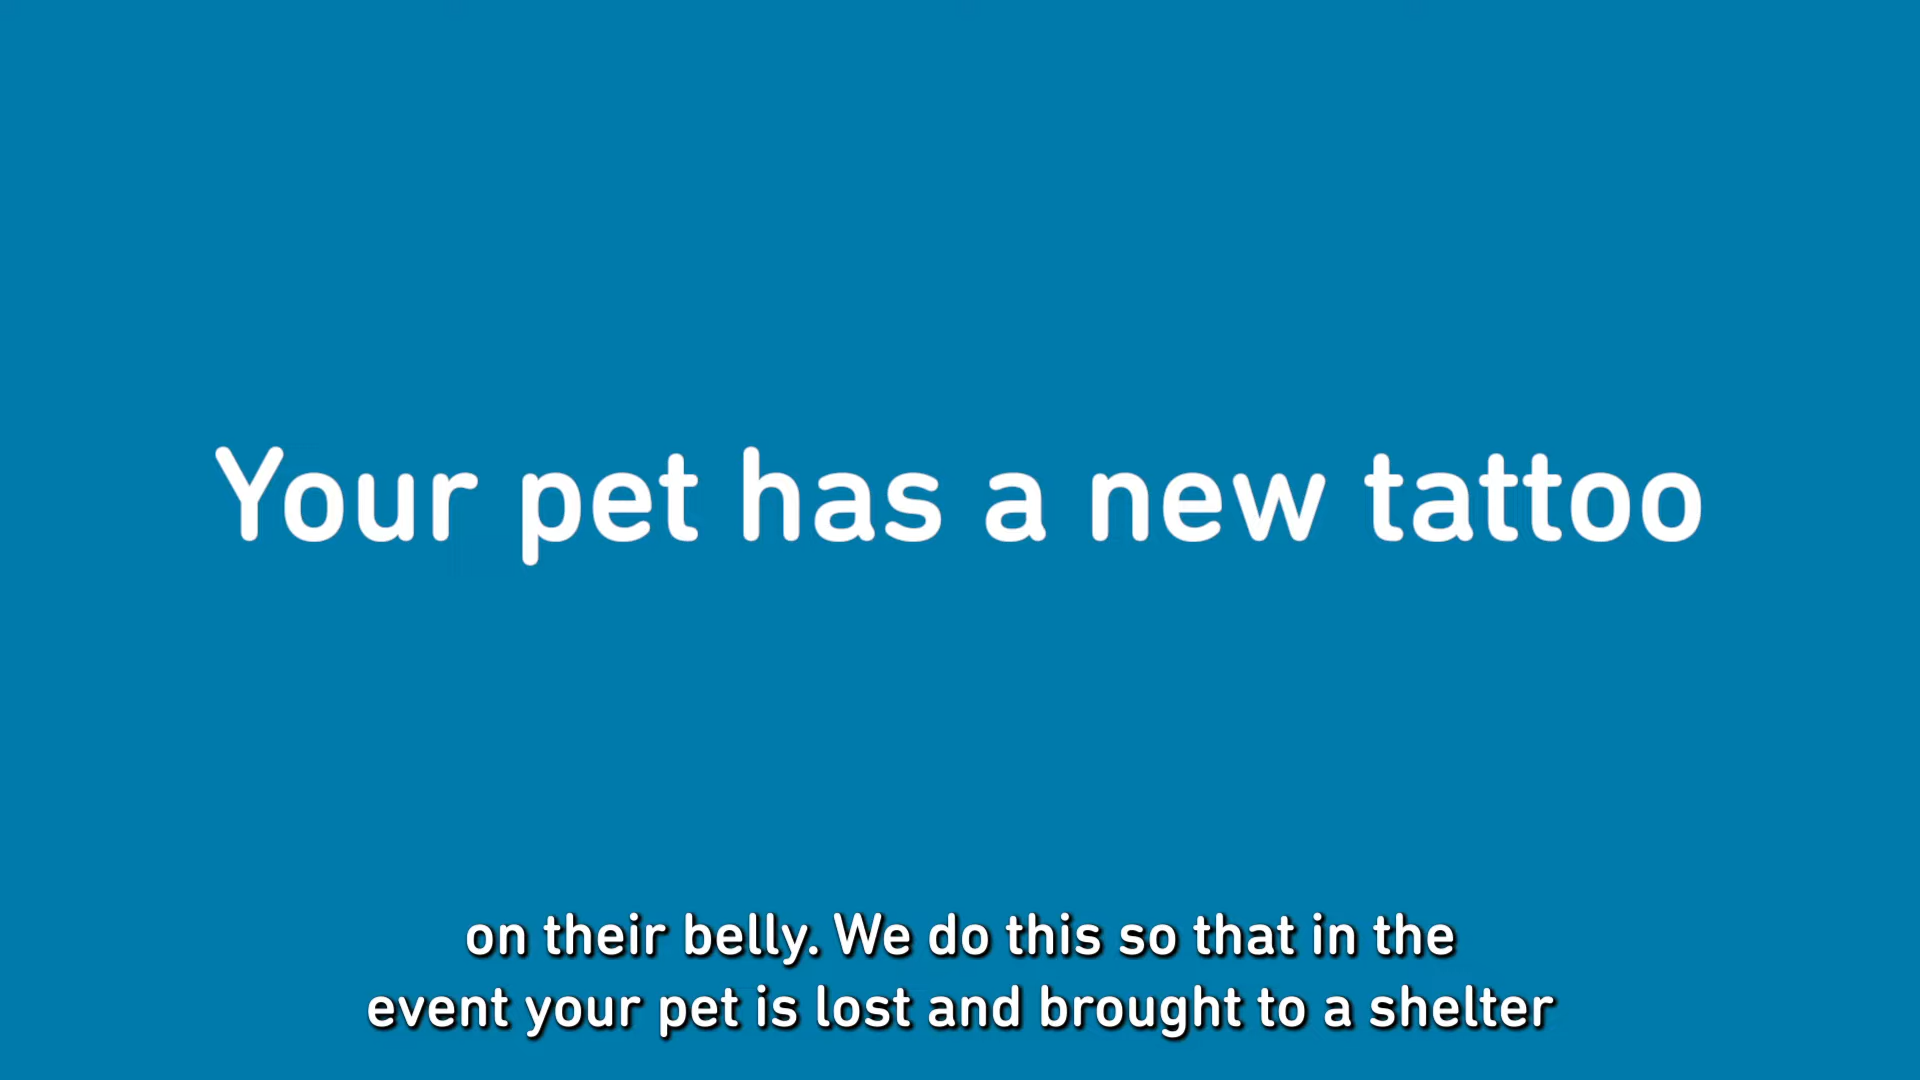 Your pet has a new tattoo
on their belly. We do this so that in the
event your pet is lost and brought to a shelter